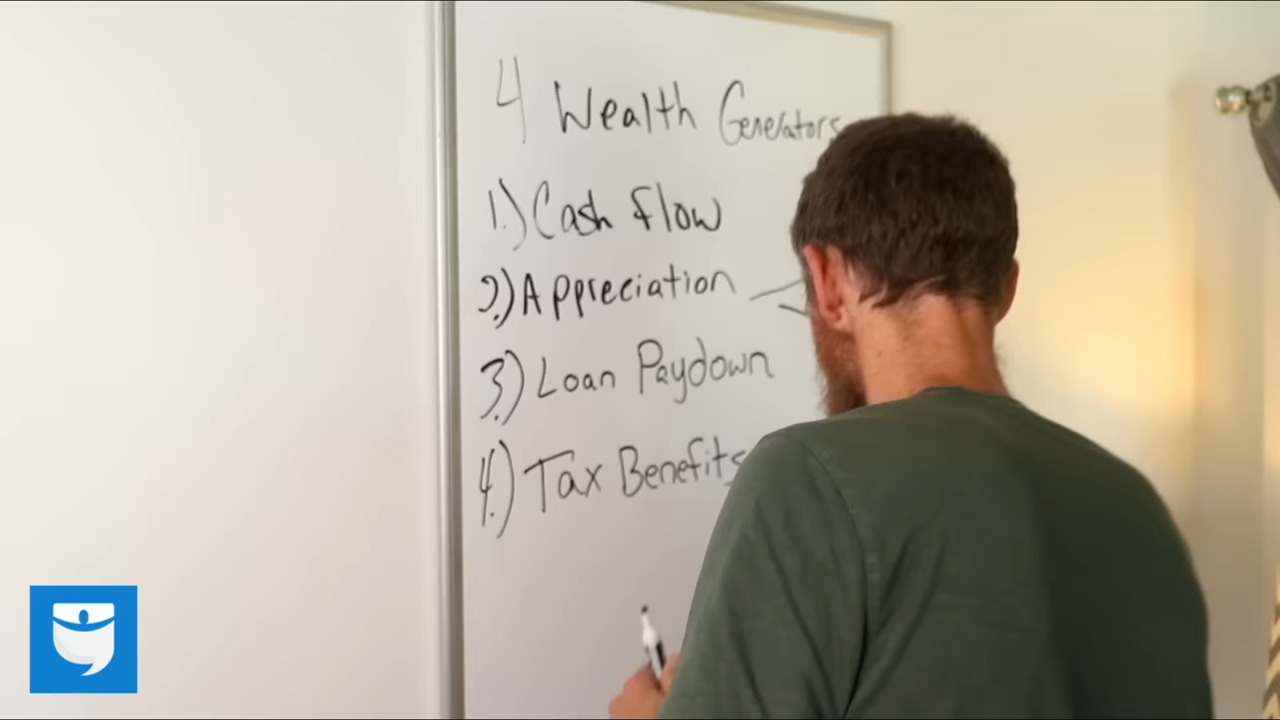 4 Wealth Generators
1.) Cash flow
2.) Appreciation
3.) Loan Paydown
4.) Tax Benefits